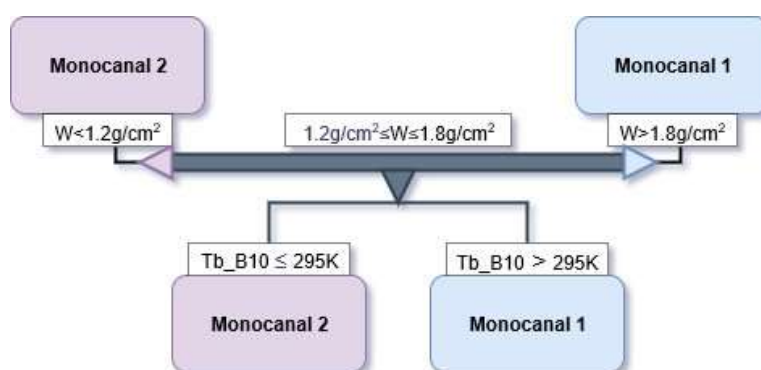 Monocanal 2
Monocanal 1
W<1.2g/cm²
1.2g/cm²≤W≤1.8g/cm²
W>1.8g/cm²
Tb_B10 ≤ 295K
Tb_B10 > 295K
Monocanal 2
Monocanal 1